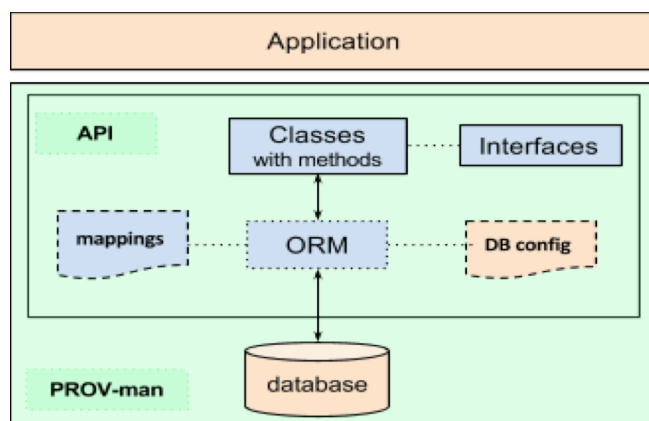 Application
API
Classes
with methods
Interfaces
mappings
ORM
DB config
database
PROV-man